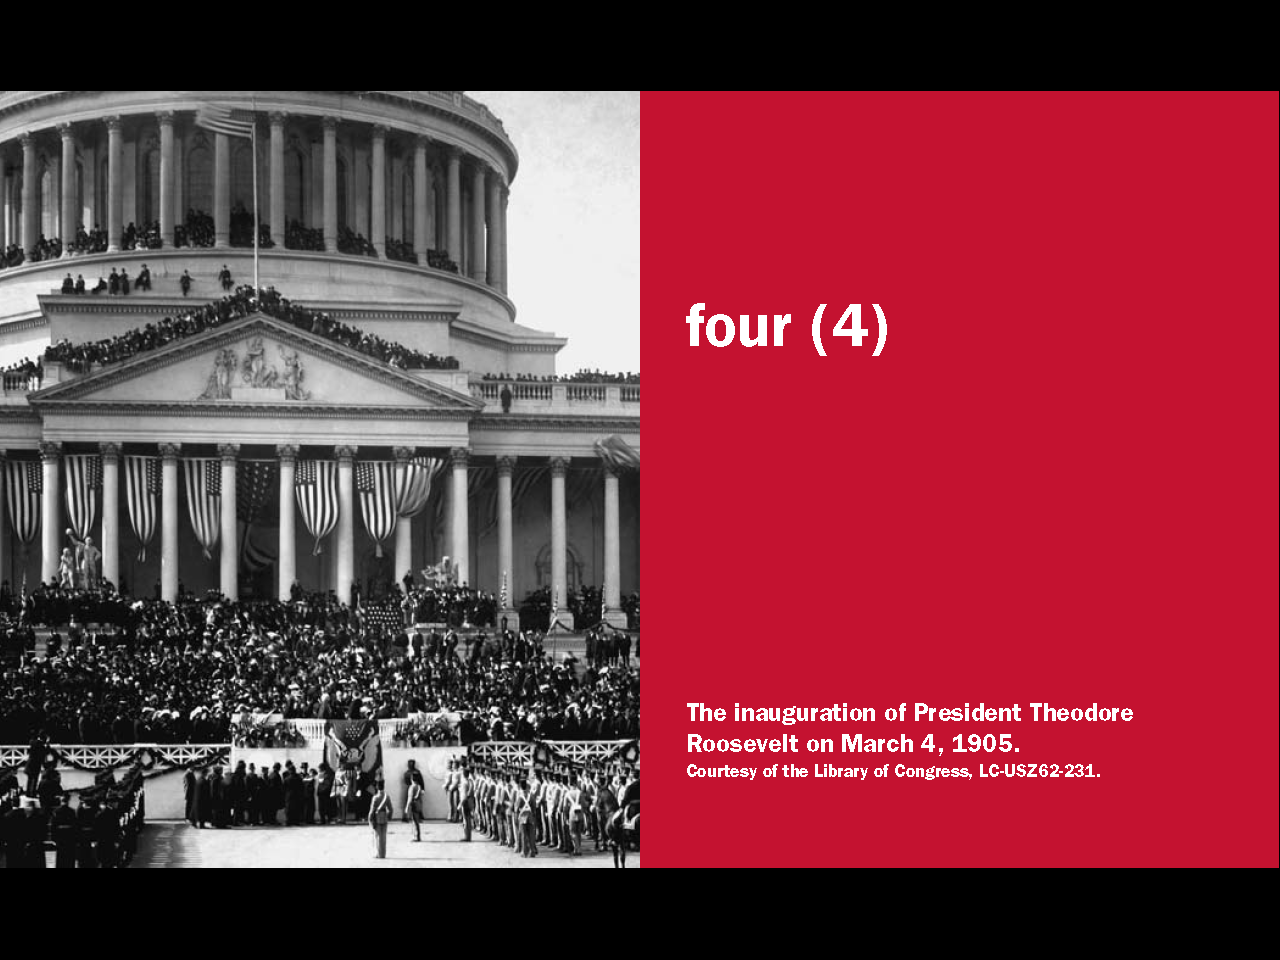 four (4)
The inauguration of President Theodore
Roosevelt on March 4, 1905.
Courtesy of the Library of Congress, LC-USZ62-231.